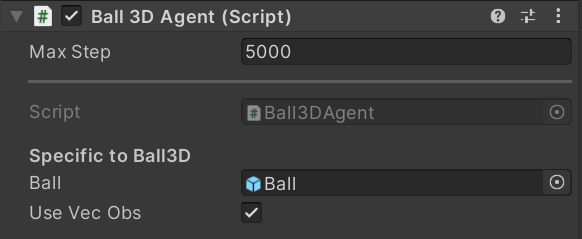 Ball 3D Agent (Script)
Max Step 5000
Script Ball3DAgent
Specific to Ball3D
Ball Ball
Use Vec Obs